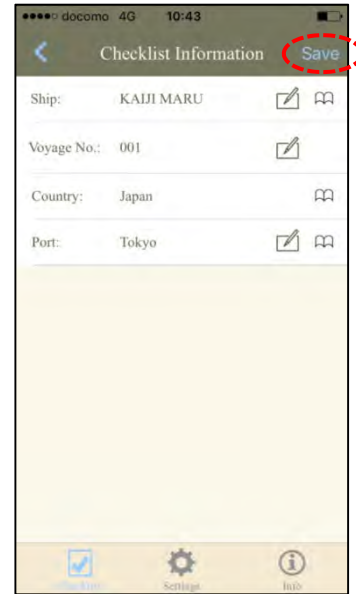 docomo 4G 10:43
Checklist Information Save
Ship: KAIJI MARU
Voyage No.: 001
Country: Japan
Port: Tokyo
Checklist Settings Info